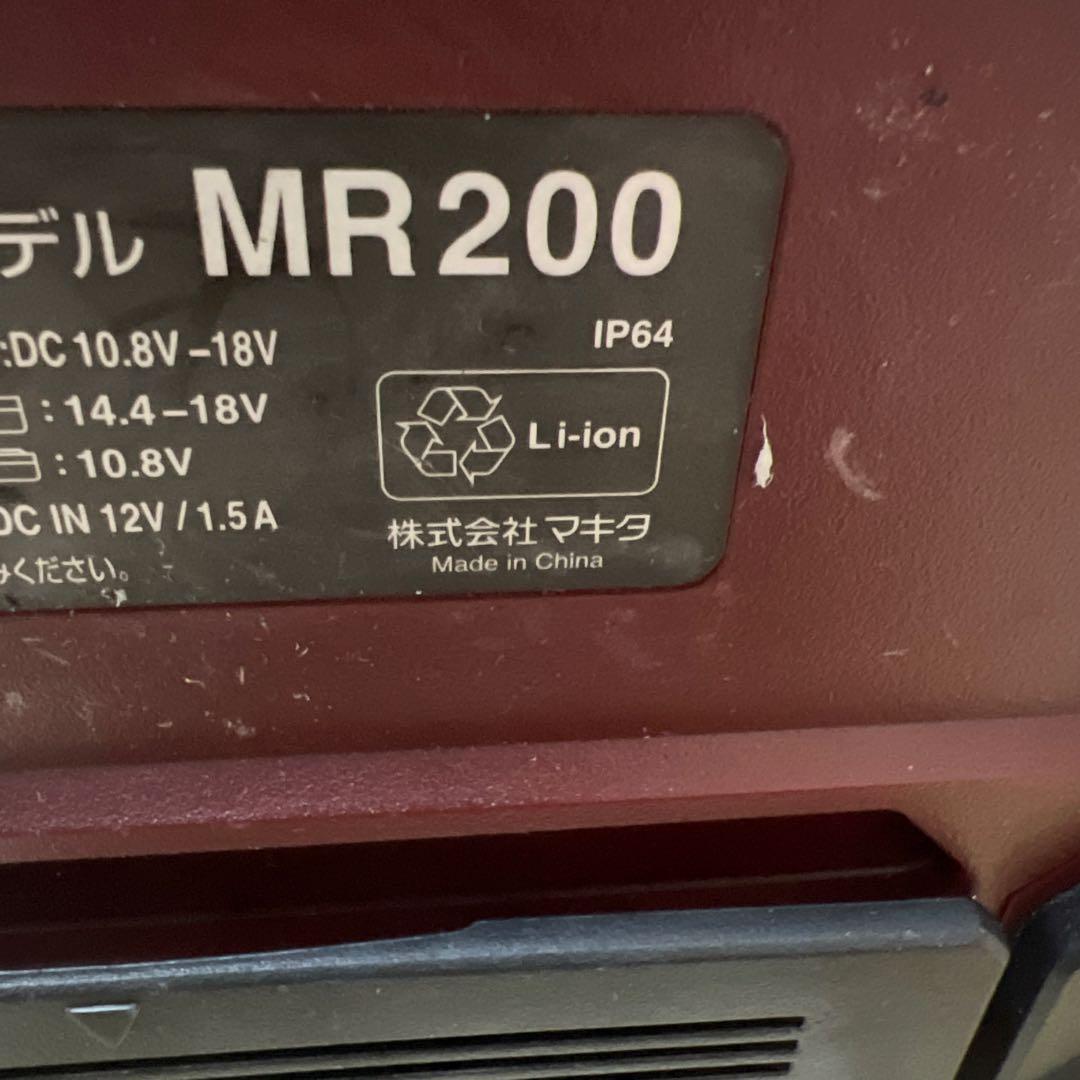 デル MR200
:DC 10.8V-18V
IP64
:14.4-18V
:10.8V
Li-ion
DC IN 12V / 1.5A
株式会社 マキタ
Made in China
みください。